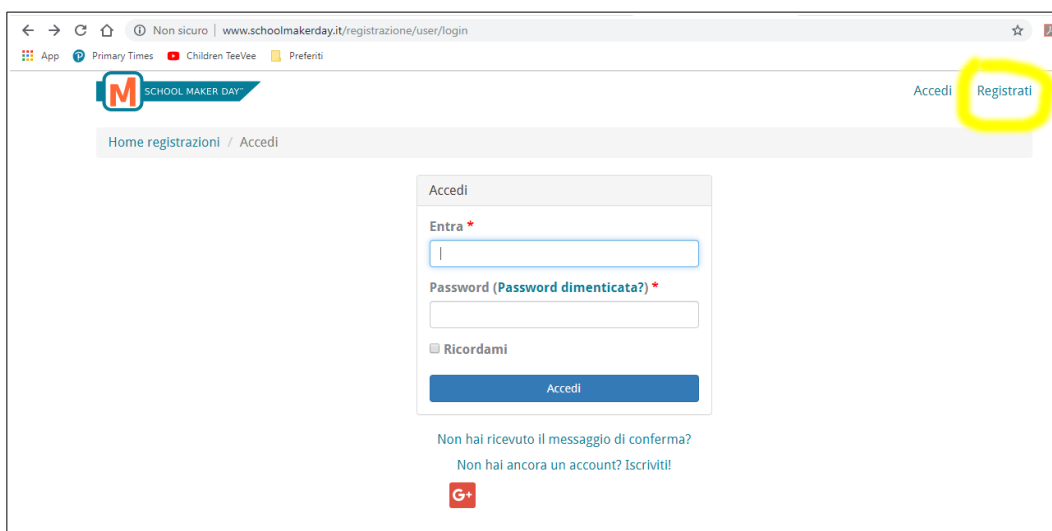 Non sicuro | www.schoolmakerday.it/registrazione/user/login
App Primary Times Children TeeVee Preferiti
M SCHOOL MAKER DAY™
Accedi Registrati
Home registrazioni / Accedi
Accedi
Entra *
Password (Password dimenticata?) *
Ricordami
Accedi
Non hai ricevuto il messaggio di conferma?
Non hai ancora un account? Iscriviti!
G+